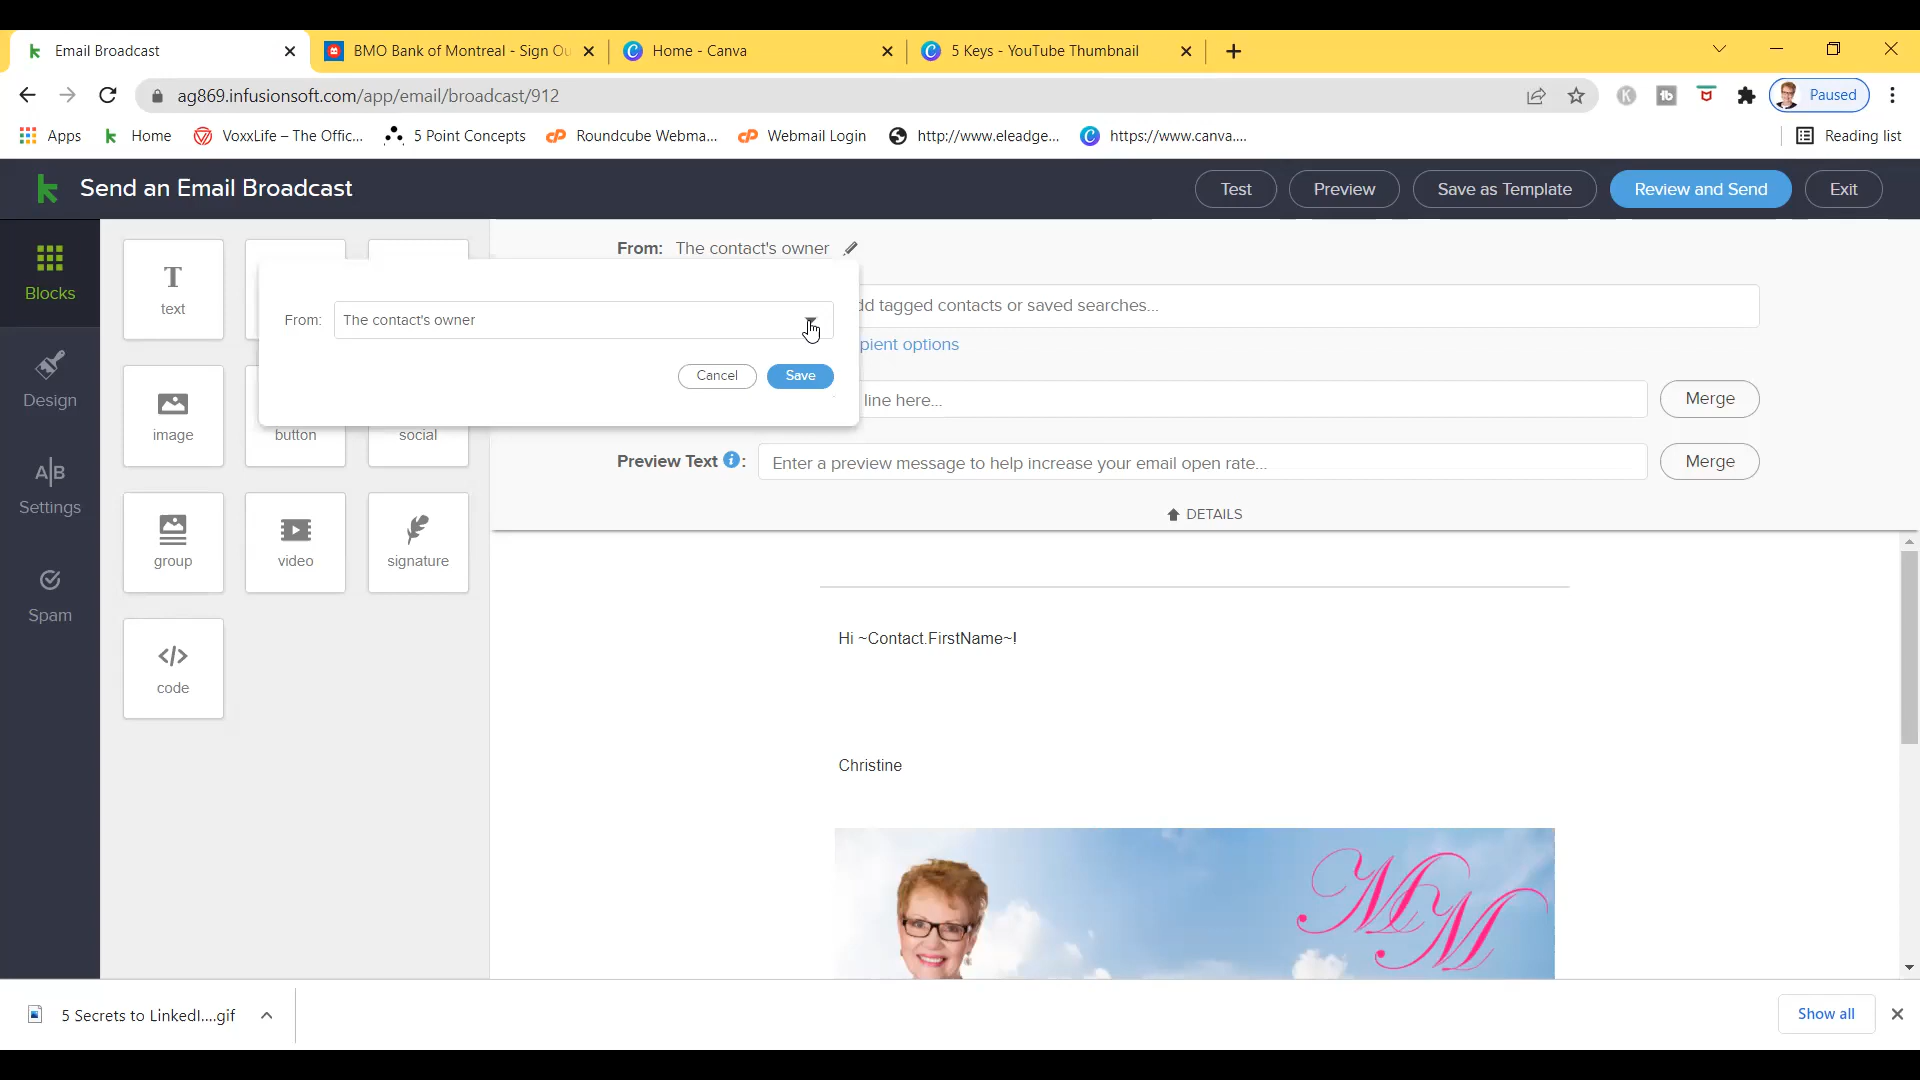 Email Broadcast
BMO Bank of Montreal - Sign Ou
Home - Canva
5 Keys - YouTube Thumbnail
ag869.infusionsoft.com/app/email/broadcast/912
Paused
Apps
Home
VoxxLife – The Offic...
5 Point Concepts
Roundcube Webma...
Webmail Login
http://www.eleadge...
https://www.canva....
Reading list
Send an Email Broadcast
Test
Preview
Save as Template
Review and Send
Exit
Blocks
Design
A|B
Settings
Spam
text
image
button
social
group
video
signature
</>
code
From: The contact's owner
From: The contact's owner
Cancel
Save
dd tagged contacts or saved searches...
pient options
line here...
Merge
Preview Text i :
Enter a preview message to help increase your email open rate...
Merge
DETAILS
Hi ~Contact.FirstName~!
Christine
MM
5 Secrets to LinkedI....gif
Show all